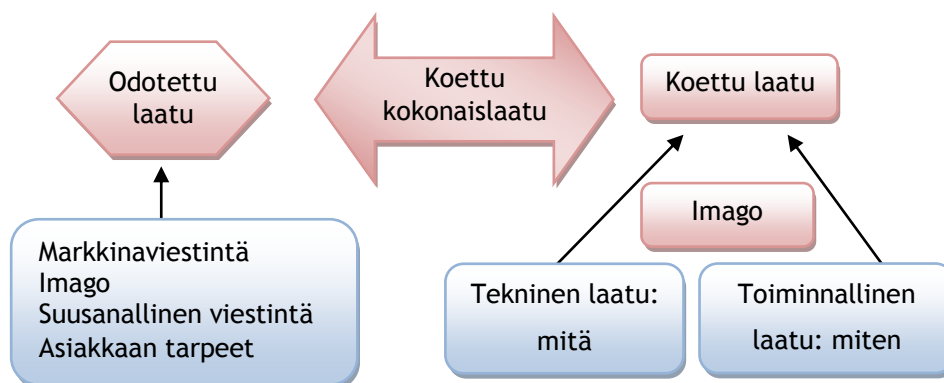 Odotettu
laatu
Koettu
kokonaislaatu
Koettu laatu
Imago
Markkinaviestintä
Imago
Suusanallinen viestintä
Asiakkaan tarpeet
Tekninen laatu:
mitä
Toiminnallinen
laatu: miten